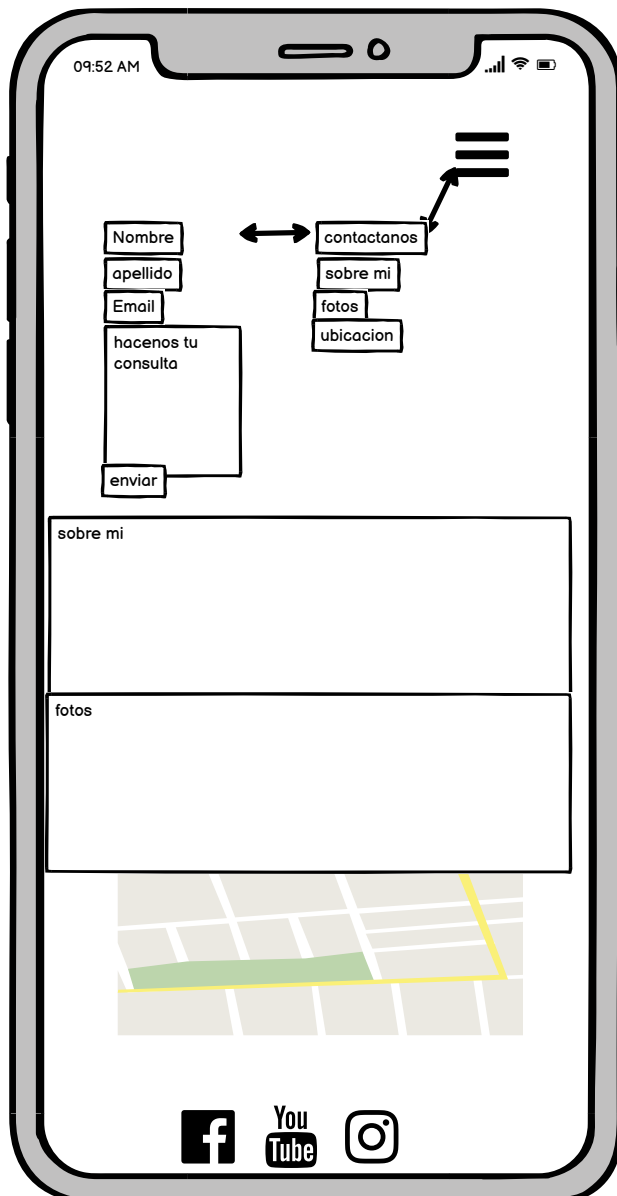 09:52 AM
Nombre
contactanos
apellido
sobre mi
Email
fotos
hacenos tu
consulta
ubicacion
enviar
sobre mi
fotos
You
Tube